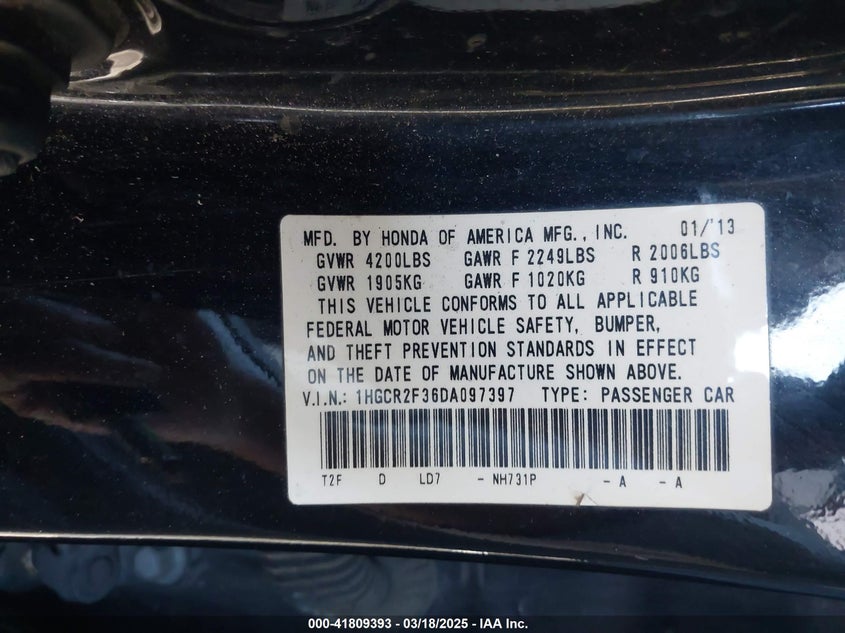 MFD. BY HONDA OF AMERICA MFG., INC. 01/'13
GVWR 4200LBS GAWR F 2249LBS R 2006LBS
GVWR 1905KG GAWR F 1020KG R 910KG
THIS VEHICLE CONFORMS TO ALL APPLICABLE
FEDERAL MOTOR VEHICLE SAFETY, BUMPER,
AND THEFT PREVENTION STANDARDS IN EFFECT
ON THE DATE OF MANUFACTURE SHOWN ABOVE.
V.I.N.: 1HGCR2F36DA097397 TYPE: PASSENGER CAR
T2F D LD7 - NH731P - A - A
000-41809393 - 03/18/2025 - IAA Inc.